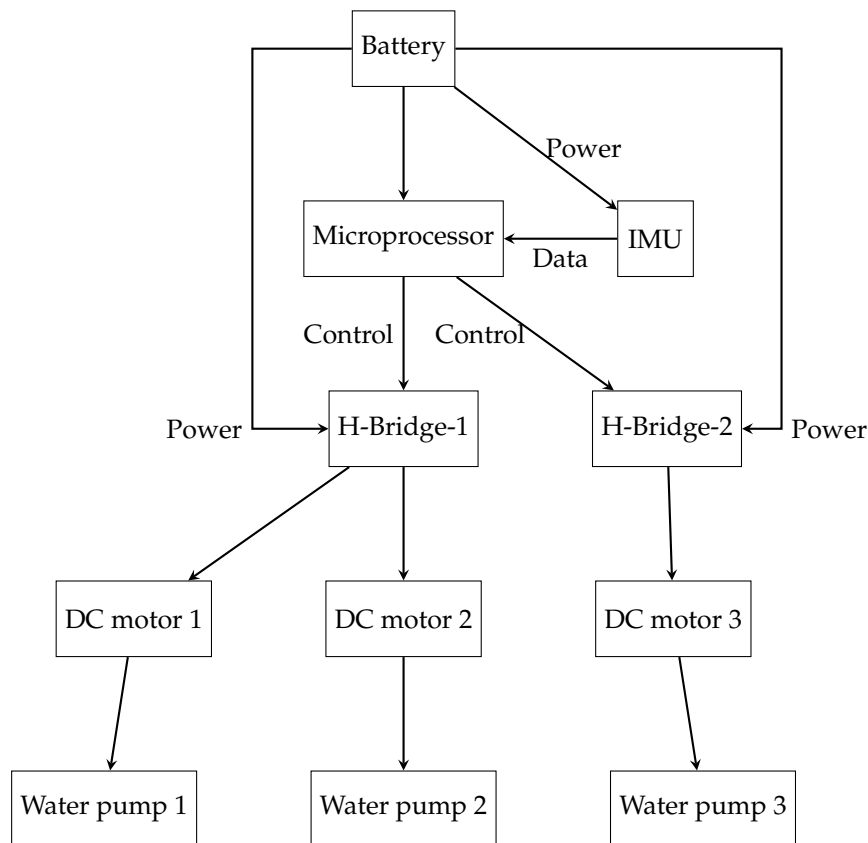 Battery
Power
Microprocessor
IMU
Data
Control
Control
Power
H-Bridge-1
H-Bridge-2
Power
DC motor 1
DC motor 2
DC motor 3
Water pump 1
Water pump 2
Water pump 3